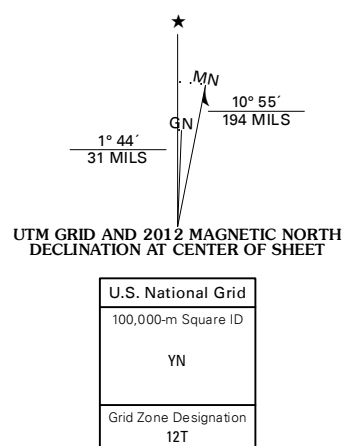 ★
MN
GN
10° 55´
194 MILS
1° 44´
31 MILS
UTM GRID AND 2012 MAGNETIC NORTH
DECLINATION AT CENTER OF SHEET
U.S. National Grid
100,000-m Square ID
YN
Grid Zone Designation
12T